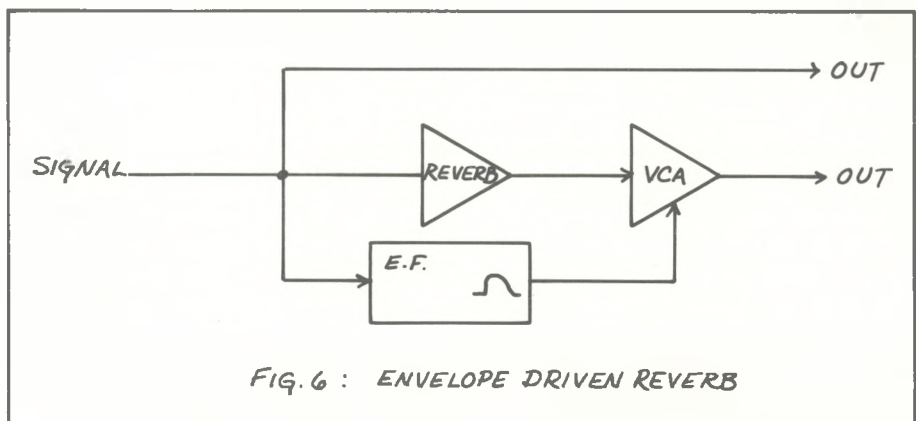 OUT
SIGNAL
REVERB
VCA
OUT
E.F.
FIG. 6 : ENVELOPE DRIVEN REVERB